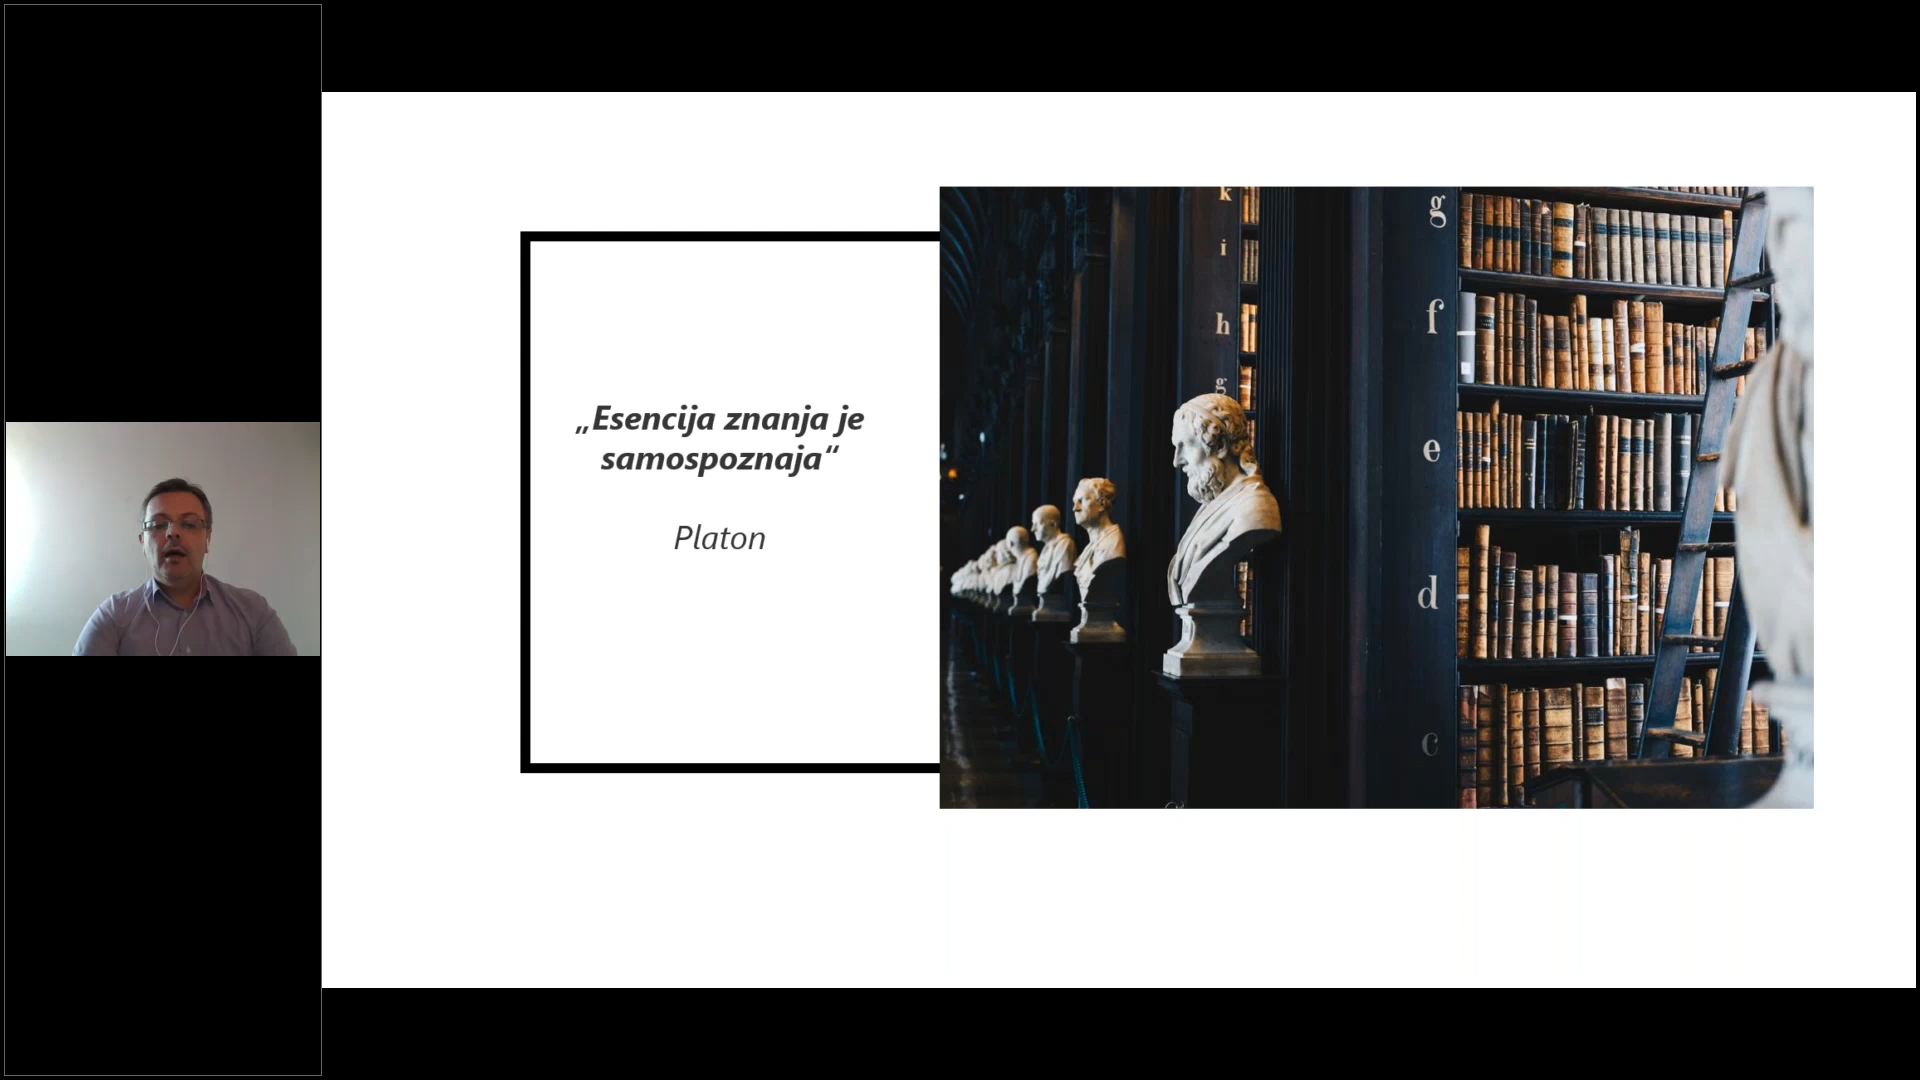 „Esencija znanja je
samospoznaja“
Platon
k
i
h
g
g
f
e
d
c